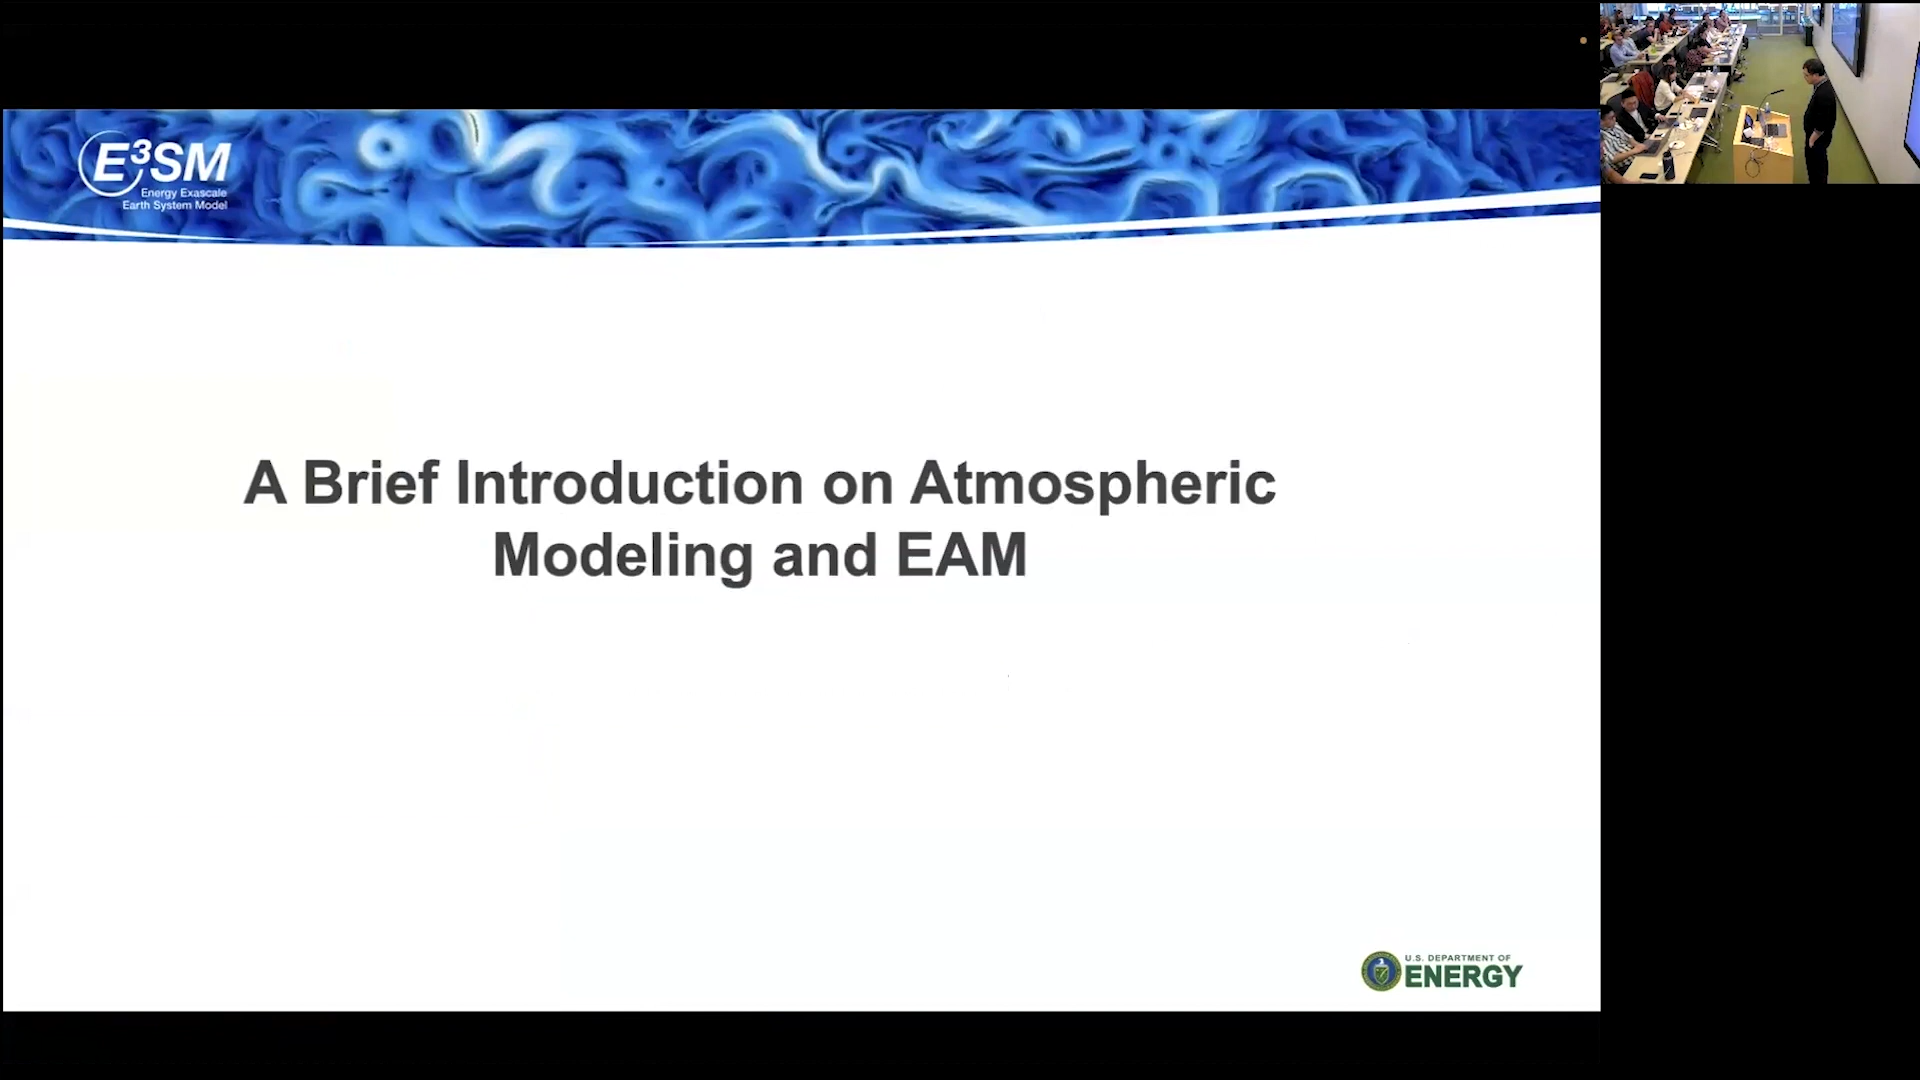 E³SM
Energy Exascale
Earth System Model
A Brief Introduction on Atmospheric
Modeling and EAM
U.S. DEPARTMENT OF
ENERGY